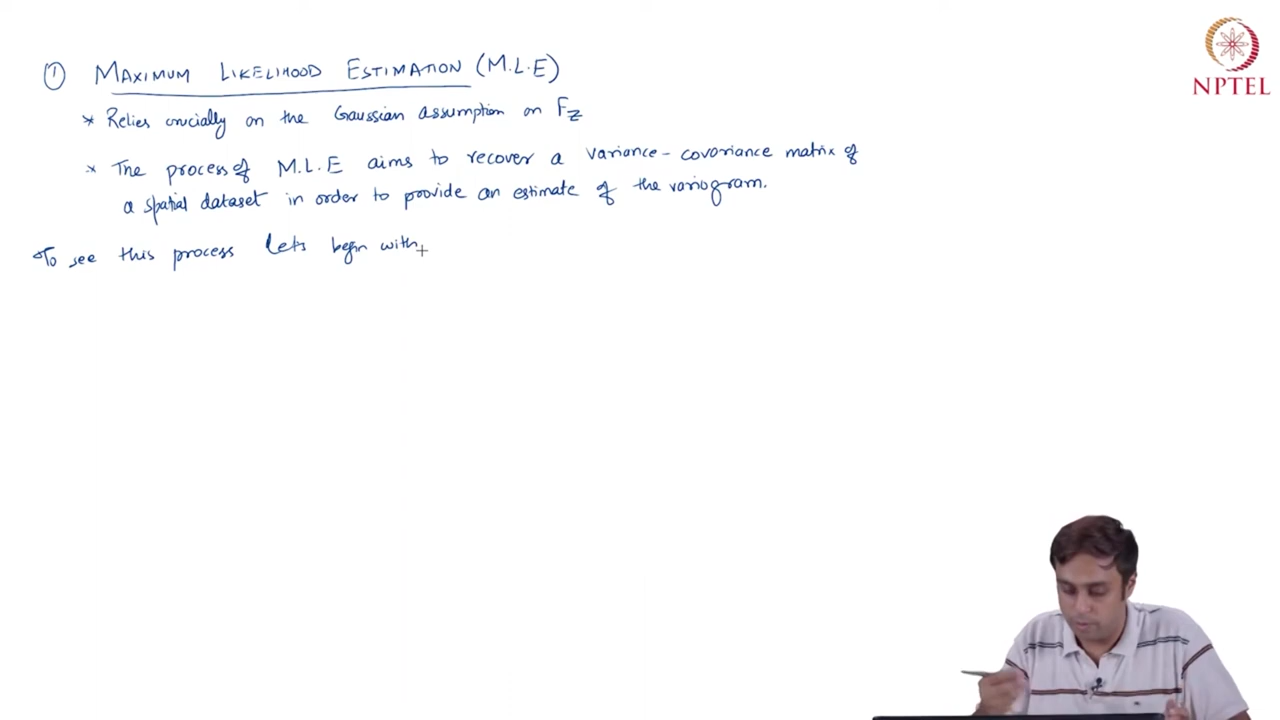 ① MAXIMUM LIKELIHOOD ESTIMATION (M.L.E)
* Relies crucially on the Gaussian assumption on Fz
* The process of M.L.E aims to recover a variance-covariance matrix of
a spatial dataset in order to provide an estimate of the variogram.
To see this process Lets begin with
NPTEL